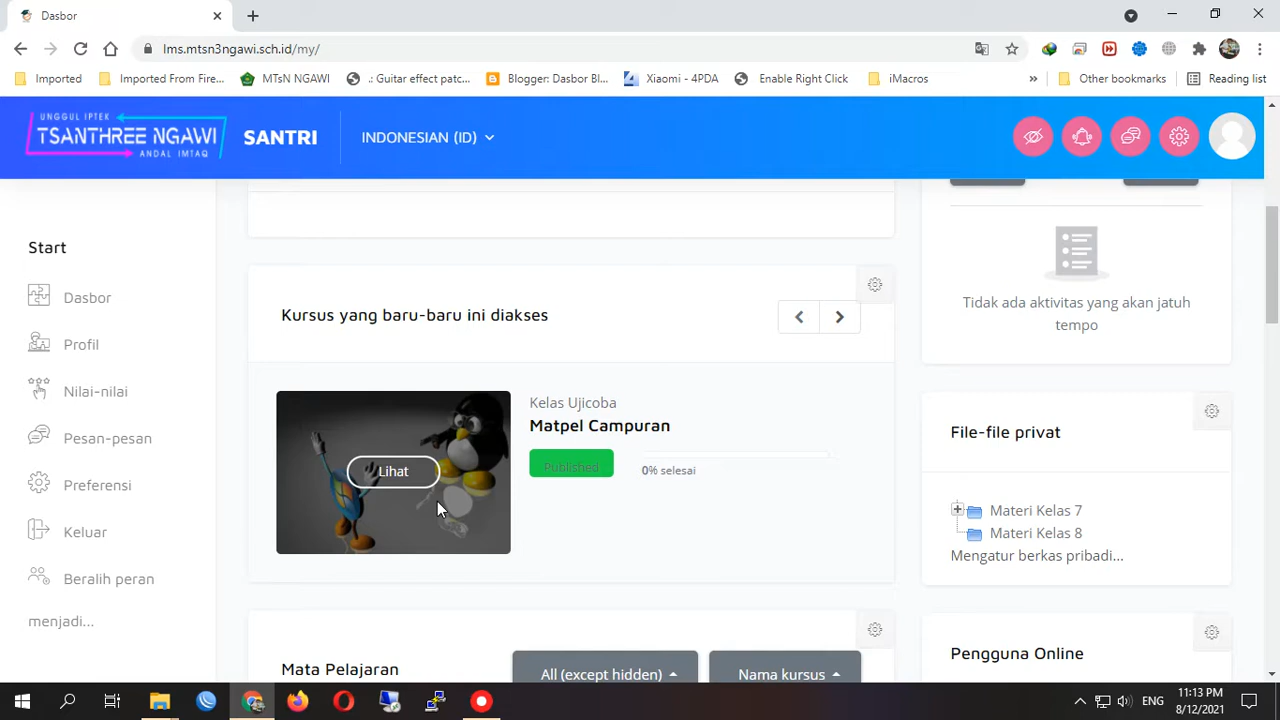 Dasbor
lms.mtsn3ngawi.sch.id/my/
Imported
Imported From Fire...
MTsN NGAWI
.: Guitar effect patc...
Blogger: Dasbor Bl...
Xiaomi - 4PDA
Enable Right Click
iMacros
»
Other bookmarks
Reading list
UNGGUL IPTEK
TSANTHREE NGAWI
ANDAL IMTAQ
SANTRI
INDONESIAN (ID)
Start
Dasbor
Profil
Nilai-nilai
Pesan-pesan
Preferensi
Keluar
Beralih peran
menjadi...
Kursus yang baru-baru ini diakses
Lihat
Kelas Ujicoba
Matpel Campuran
Published
0% selesai
Mata Pelajaran
All (except hidden)
Nama kursus
Tidak ada aktivitas yang akan jatuh
tempo
File-file privat
Materi Kelas 7
Materi Kelas 8
Mengatur berkas pribadi...
Pengguna Online
ENG
11:13 PM
8/12/2021